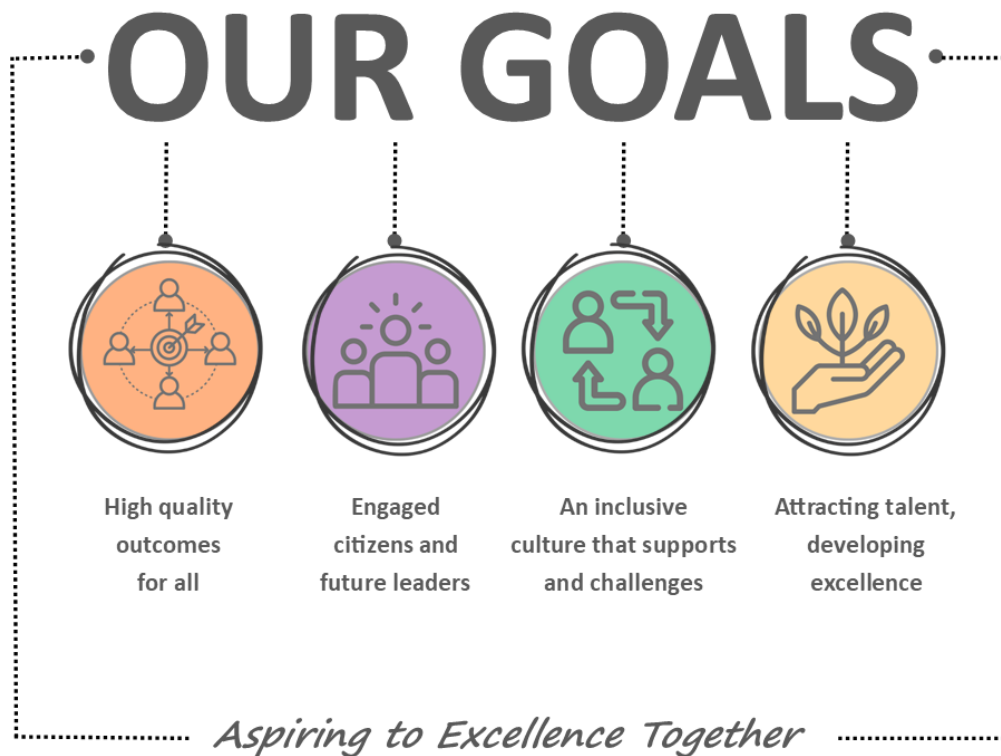 OUR GOALS
High quality
outcomes
for all
Engaged
citizens and
future leaders
An inclusive
culture that supports
and challenges
Attracting talent,
developing
excellence
Aspiring to Excellence Together